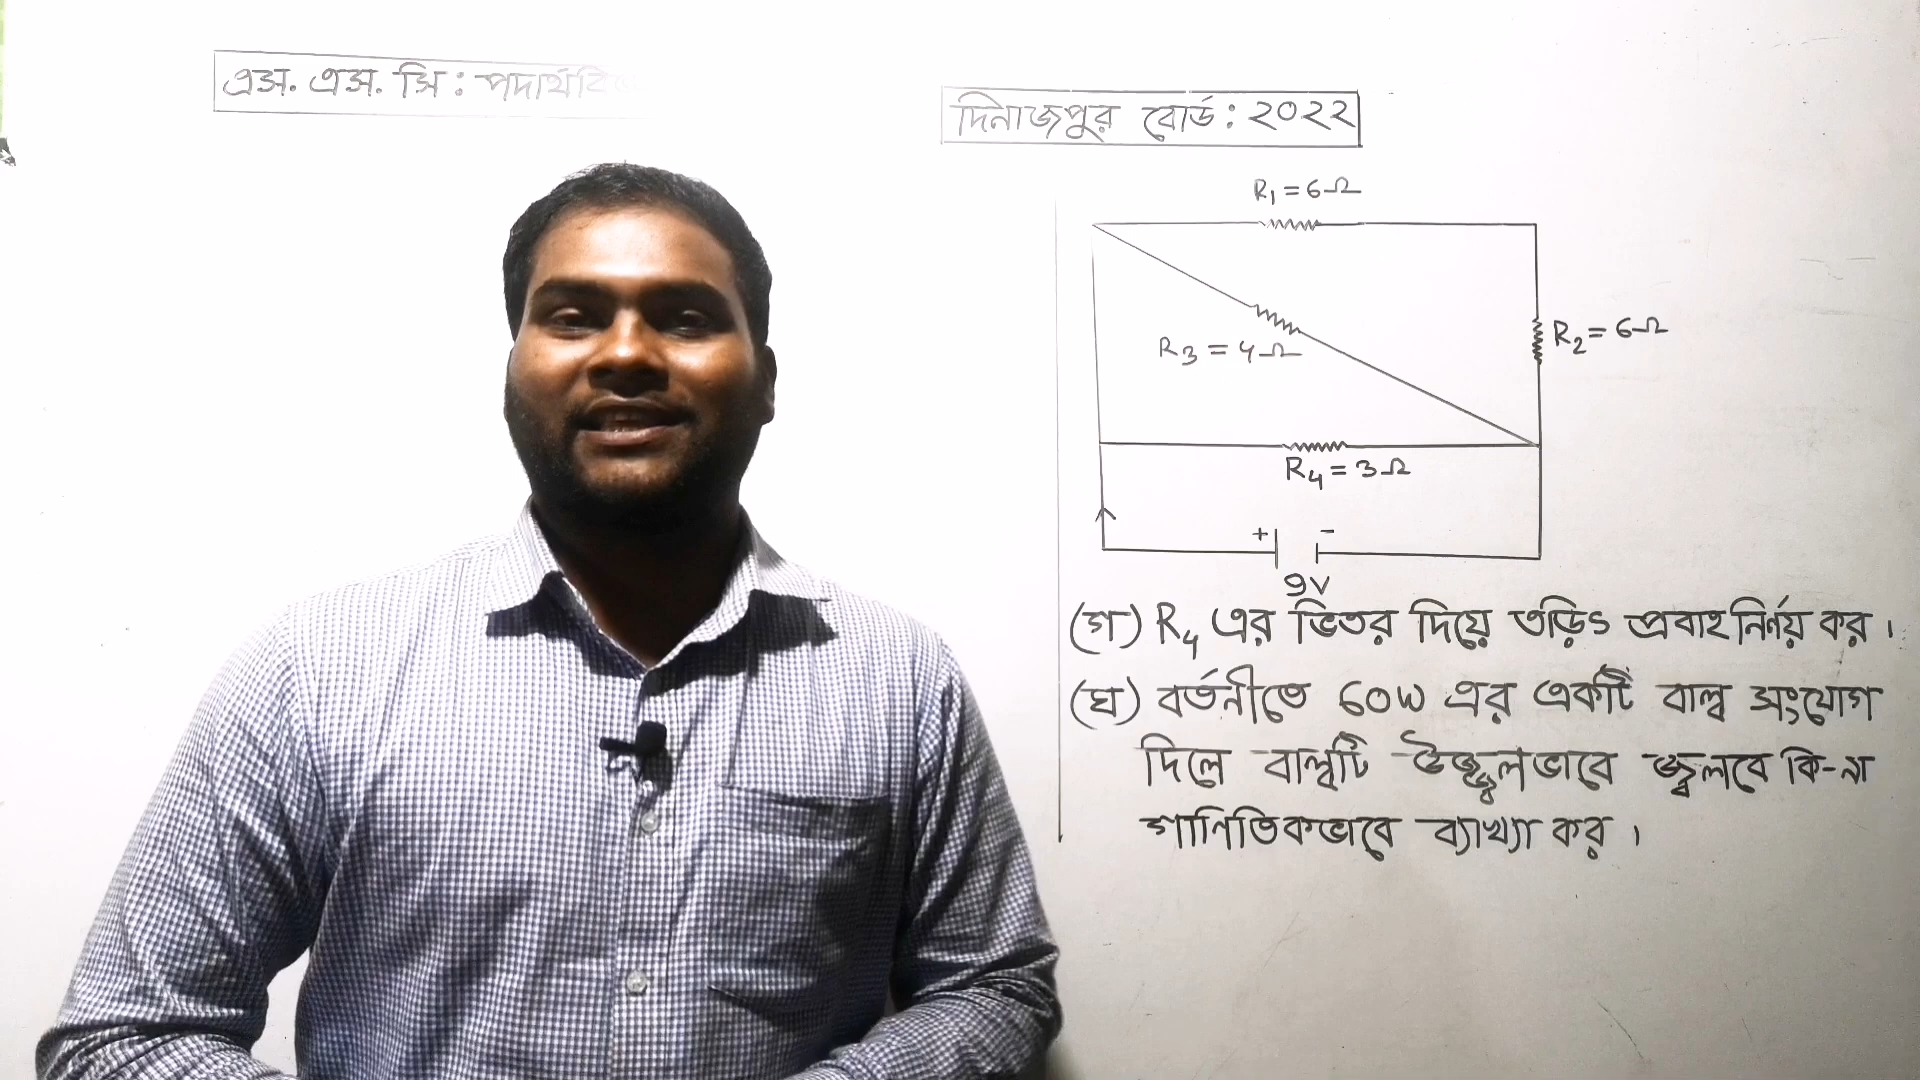 এস. এস. সি : পদার্থবি
দিনাজপুর বোর্ড : ২০২২
R₁ = 6Ω
R₂ = 6Ω
R₃ = 4Ω
R₄ = 3Ω
+ -
9V
(গ) R₄ এর ভিতর দিয়ে তড়িৎ প্রবাহ নির্ণয় কর।
(ঘ) বর্তনীতে 60W এর একটি বাল্ব সংযোগ
দিলে বাল্বটি উজ্জ্বলভাবে জ্বলবে কি-না
গানিতিকভাবে ব্যাখ্যা কর।